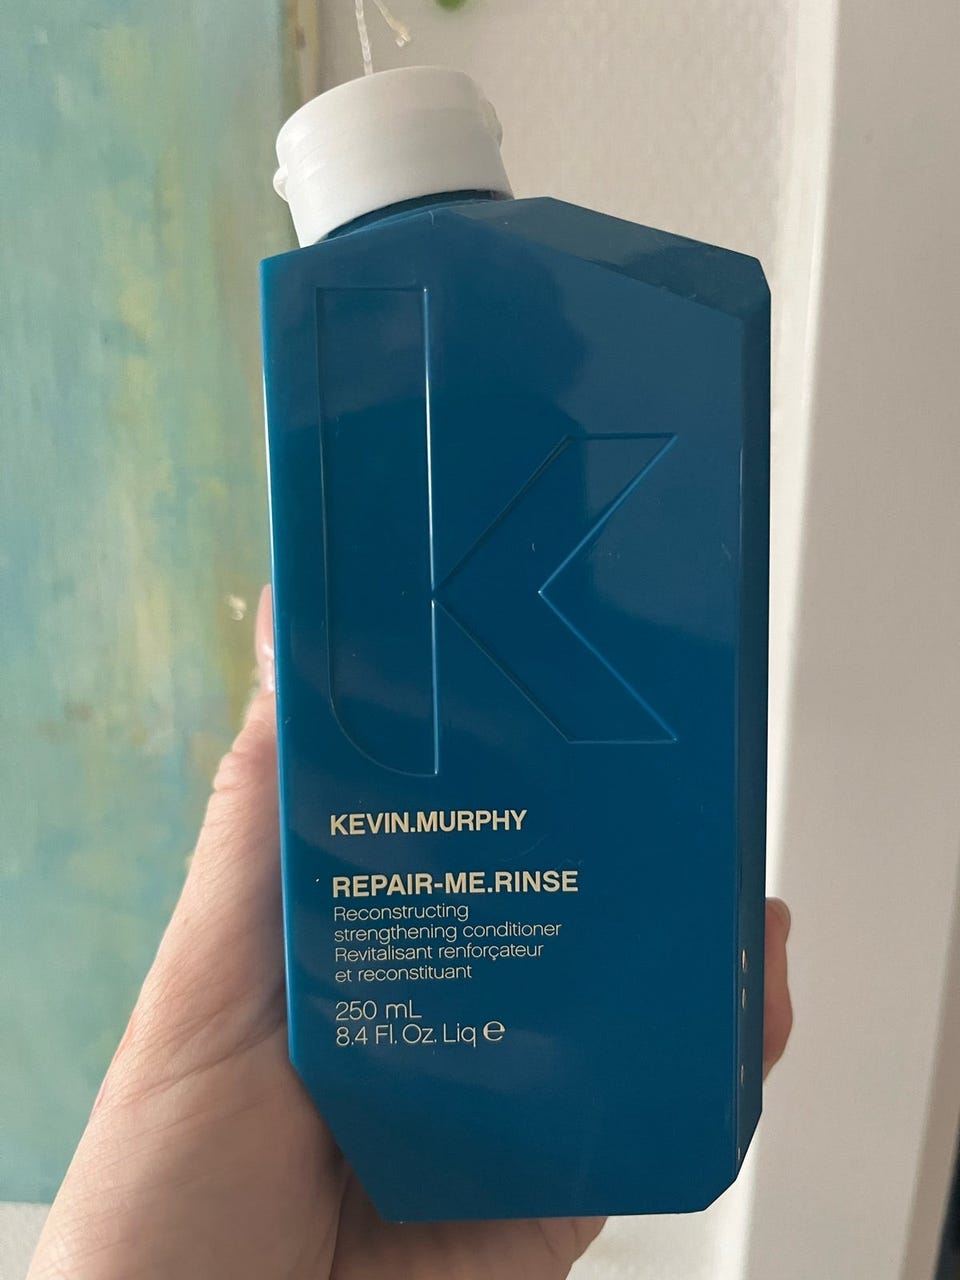 KEVIN.MURPHY
REPAIR-ME.RINSE
Reconstructing
strengthening conditioner
Revitalisant renforçateur
et reconstituant
250 mL
8.4 Fl. Oz. Liq ℮